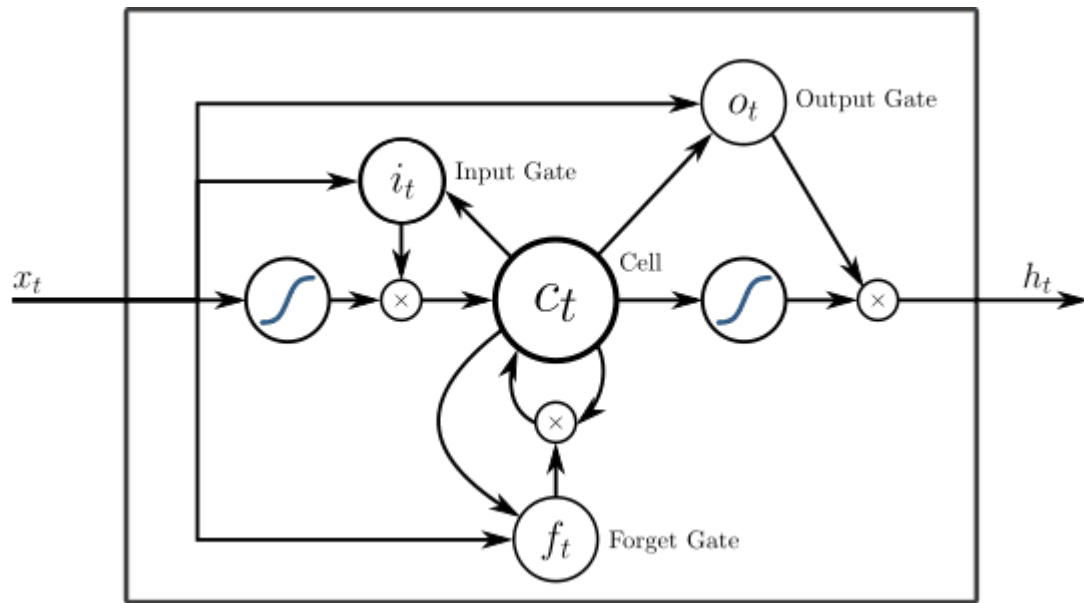 o_t
Output Gate
i_t
Input Gate
x_t
×
c_t
Cell
×
h_t
×
f_t
Forget Gate